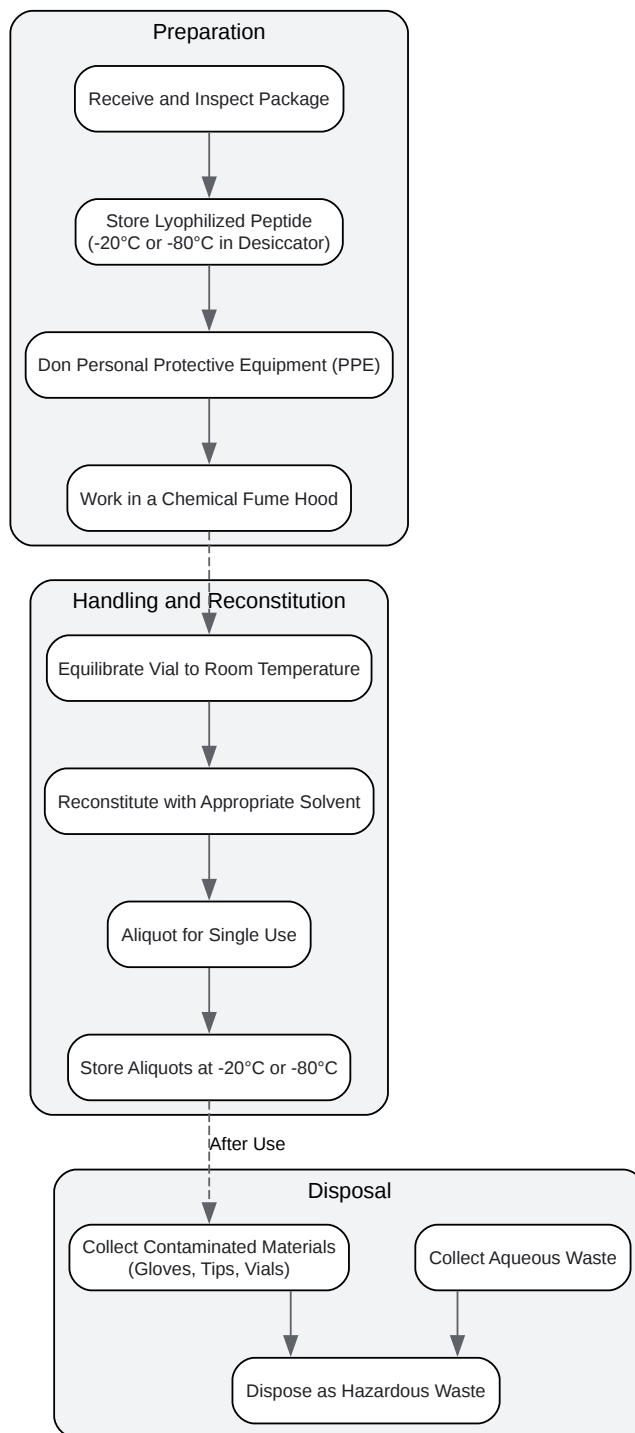 Preparation
Receive and Inspect Package
Store Lyophilized Peptide
(-20°C or -80°C in Desiccator)
Don Personal Protective Equipment (PPE)
Work in a Chemical Fume Hood
Handling and Reconstitution
Equilibrate Vial to Room Temperature
Reconstitute with Appropriate Solvent
Aliquot for Single Use
Store Aliquots at -20°C or -80°C
After Use
Disposal
Collect Contaminated Materials
(Gloves, Tips, Vials)
Collect Aqueous Waste
Dispose as Hazardous Waste